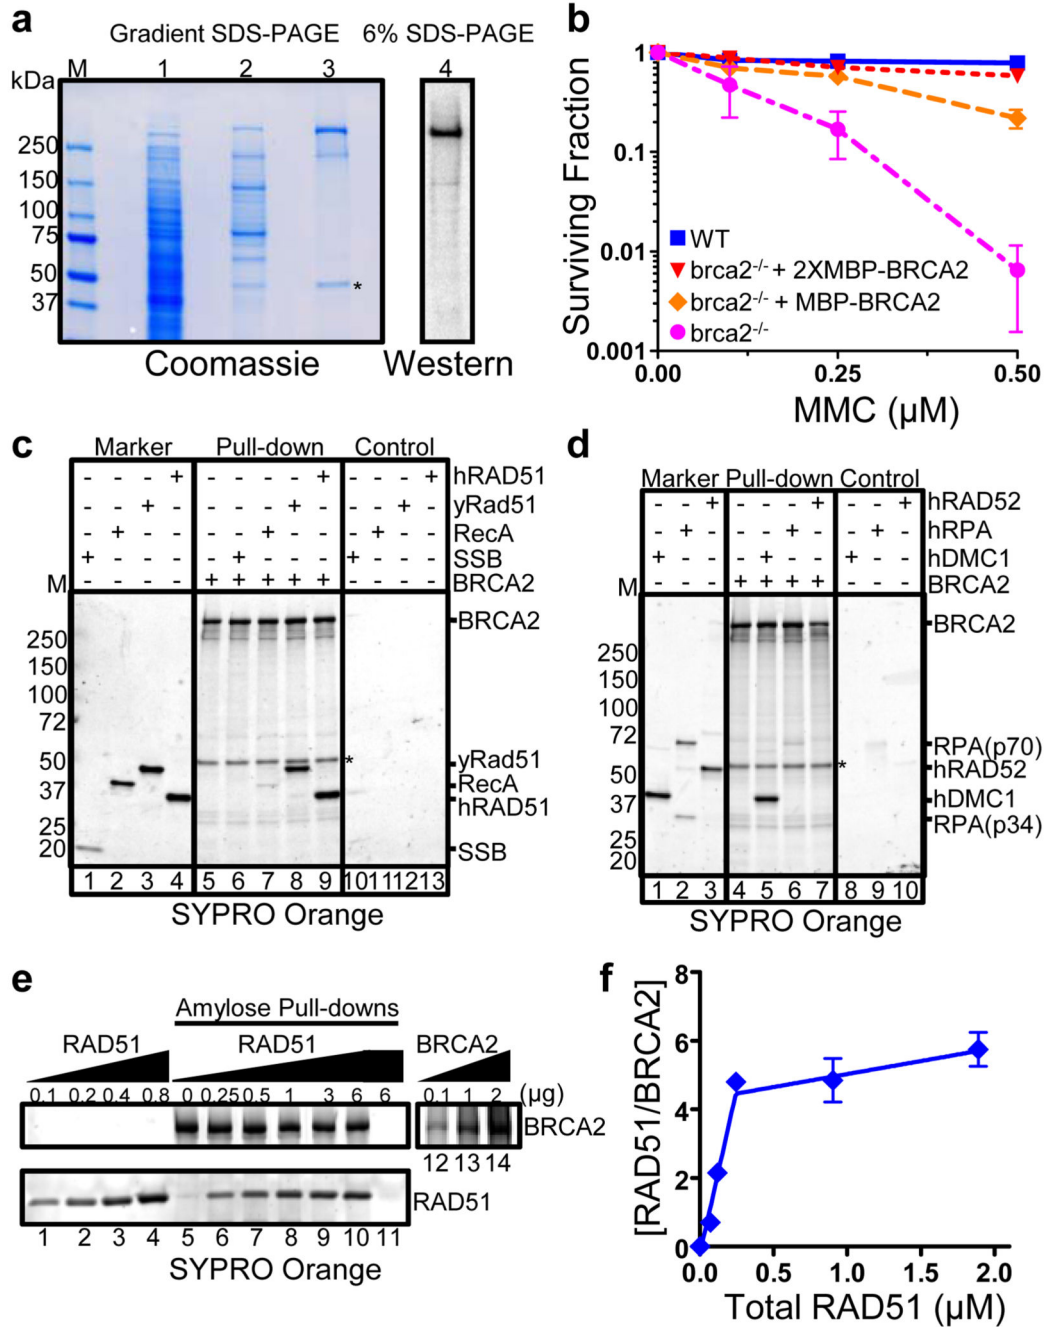 a
Gradient SDS-PAGE 6% SDS-PAGE
kDa M 1 2 3 4
250
150
100
75
50
37
*
Coomassie Western
b
Surviving Fraction
1
0.1
0.01
0.001
WT
brca2-/- + 2XMBP-BRCA2
brca2-/- + MBP-BRCA2
brca2-/-
0.00 0.25 0.50
MMC (µM)
c
Marker Pull-down Control
- - - + - - - - + - - - + hRAD51
- - + - - - - + - - - + - yRad51
- + - - - - + - - - + - - RecA
+ - - - - + - - - + - - - SSB
- - - - + + + + + - - - - BRCA2
M
250
150
100
72
50
37
25
20
BRCA2
*
yRad51
RecA
hRAD51
SSB
1 2 3 4 5 6 7 8 9 10 11 12 13
SYPRO Orange
d
Marker Pull-down Control
- - + - - - + - - + hRAD52
- + - - - + - - + - hRPA
+ - - - + - - + - - hDMC1
- - - + + + + - - - BRCA2
M
250
150
100
72
50
37
25
20
BRCA2
RPA(p70)
*
hRAD52
hDMC1
RPA(p34)
1 2 3 4 5 6 7 8 9 10
SYPRO Orange
e
Amylose Pull-downs
RAD51 RAD51 BRCA2
0.1 0.2 0.4 0.8 0 0.25 0.5 1 3 6 6 0.1 1 2 (µg)
BRCA2
12 13 14
RAD51
1 2 3 4 5 6 7 8 9 10 11
SYPRO Orange
f
[RAD51/BRCA2]
8
6
4
2
0
0.0 0.5 1.0 1.5 2.0
Total RAD51 (µM)